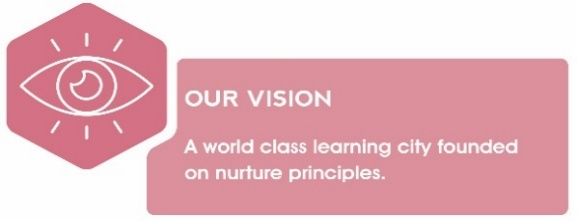 OUR VISION
A world class learning city founded
on nurture principles.